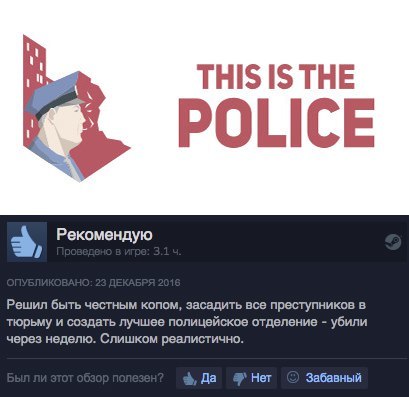 THIS IS THE
POLICE
Рекомендую
Проведено в игре: 3.1 ч.
ОПУБЛИКОВАНО: 23 ДЕКАБРЯ 2016
Решил быть честным копом, засадить все преступников в
тюрьму и создать лучшее полицейское отделение - убили
через неделю. Слишком реалистично.
Был ли этот обзор полезен? Да Нет Забавный